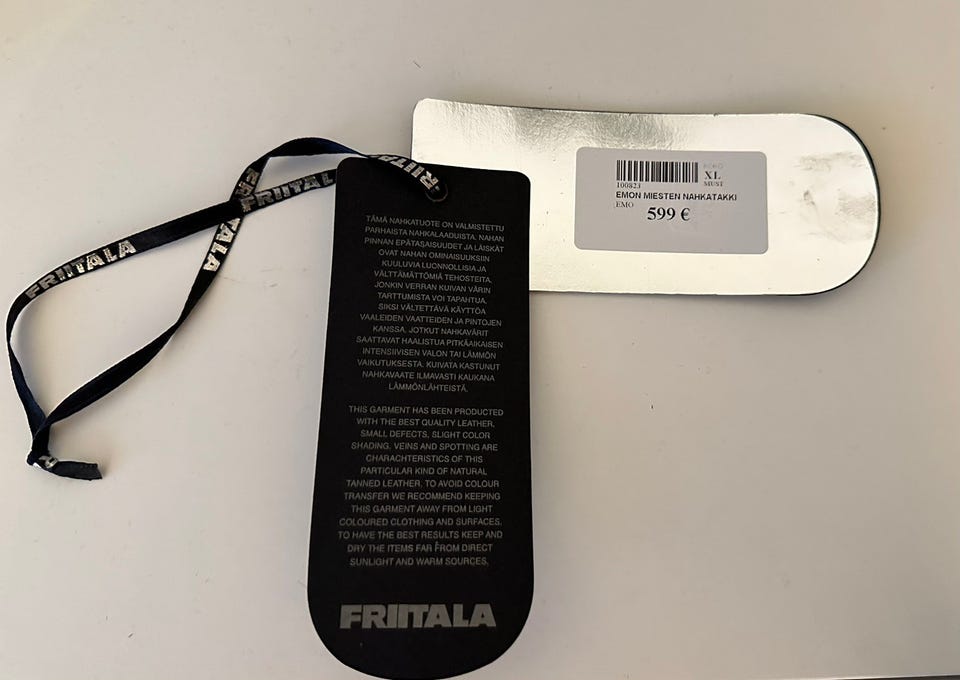 FRIITALA
FRIITAL
TALA
FRIITA
TÄMÄ NAHKATUOTE ON VALMISTETTU
PARHAISTA NAHKALAADUISTA. NAHAN
PINNAN EPÄTASAISUUDET JA LÄISKÄT
OVAT NAHAN OMINAISUUKSIIN
KUULUVIA LUONNOLLISIA JA
VÄLTTÄMÄTTÖMIÄ TEHOSTEITA.
JONKIN VERRAN KUIVAN VÄRIN
TARTTUMISTA VOI TAPAHTUA,
SIKSI VÄLTETTÄVÄ KÄYTTÖÄ
VAALEIDEN VAATTEIDEN JA PINTOJEN
KANSSA. JOTKUT NAHKAVÄRIT
SAATTAVAT HAALISTUA PITKÄAIKAISEN
INTENSIIVISEN VALON TAI LÄMMÖN
VAIKUTUKSESTA. KUIVATA KASTUNUT
NAHKAVAATE ILMAVASTI KAUKANA
LÄMMÖNLÄHTEISTÄ.
THIS GARMENT HAS BEEN PRODUCTED
WITH THE BEST QUALITY LEATHER,
SMALL DEFECTS, SLIGHT COLOR
SHADING, VEINS AND SPOTTING ARE
CHARACHTERISTICS OF THIS
PARTICULAR KIND OF NATURAL
TANNED LEATHER, TO AVOID COLOUR
TRANSFER WE RECOMMEND KEEPING
THIS GARMENT AWAY FROM LIGHT
COLOURED CLOTHING AND SURFACES.
TO HAVE THE BEST RESULTS KEEP AND
DRY THE ITEMS FAR FROM DIRECT
SUNLIGHT AND WARM SOURCES.
FRIITALA
XL
100823 MUST
EMON MIESTEN NAHKATAKKI
EMO 599 €